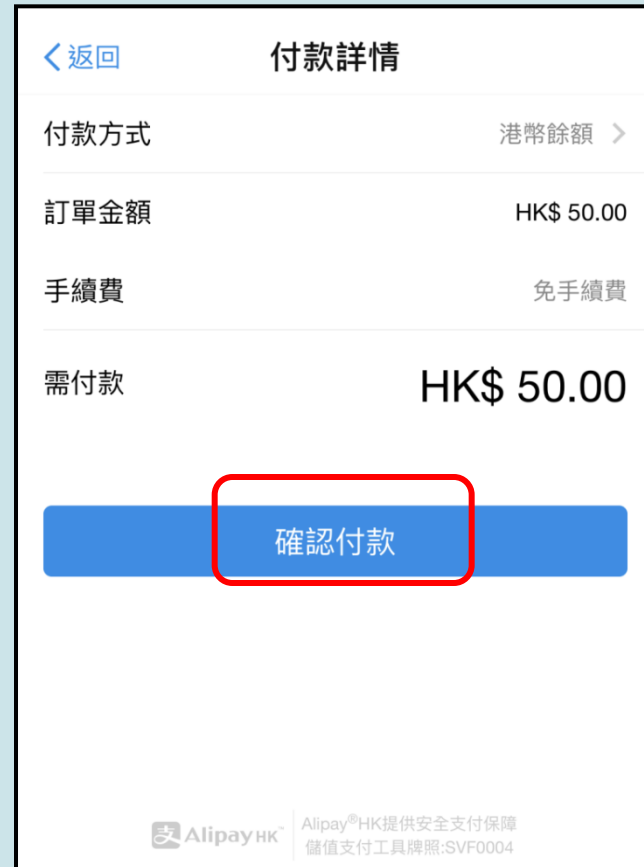 返回 付款詳情
付款方式 港幣餘額
訂單金額 HK$ 50.00
手續費 免手續費
需付款 HK$ 50.00
確認付款
支 Alipay HK™ Alipay®HK提供安全支付保障
儲值支付工具牌照:SVF0004